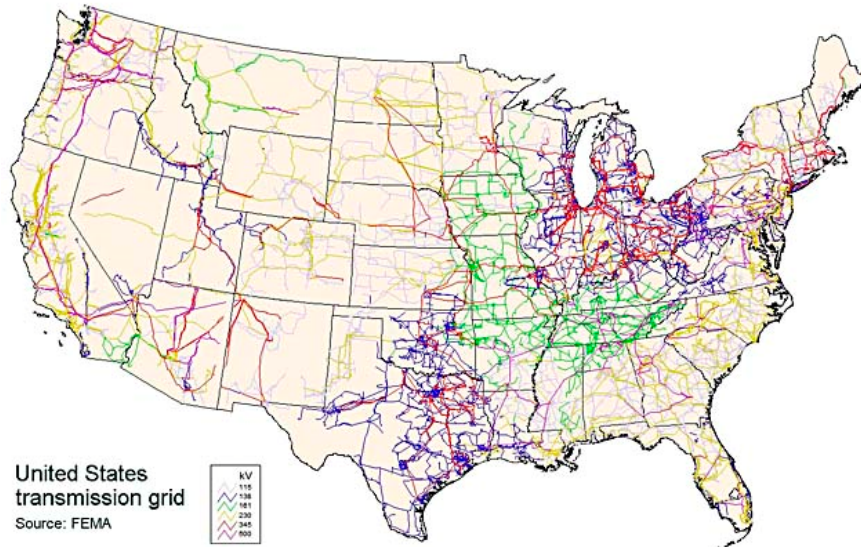 United States
transmission grid
Source: FEMA
kV
115
138
161
230
345
500